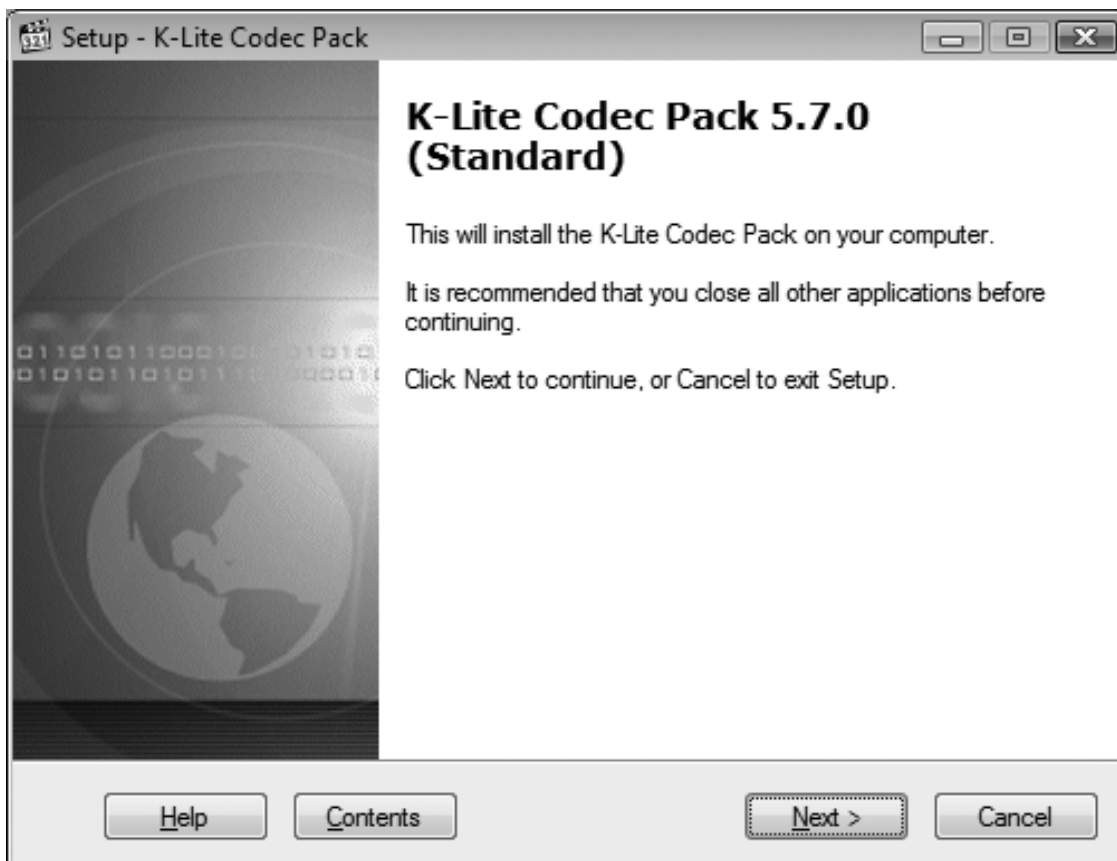 Setup - K-Lite Codec Pack
K-Lite Codec Pack 5.7.0
(Standard)
This will install the K-Lite Codec Pack on your computer.
It is recommended that you close all other applications before
continuing.
Click Next to continue, or Cancel to exit Setup.
Help
Contents
Next >
Cancel